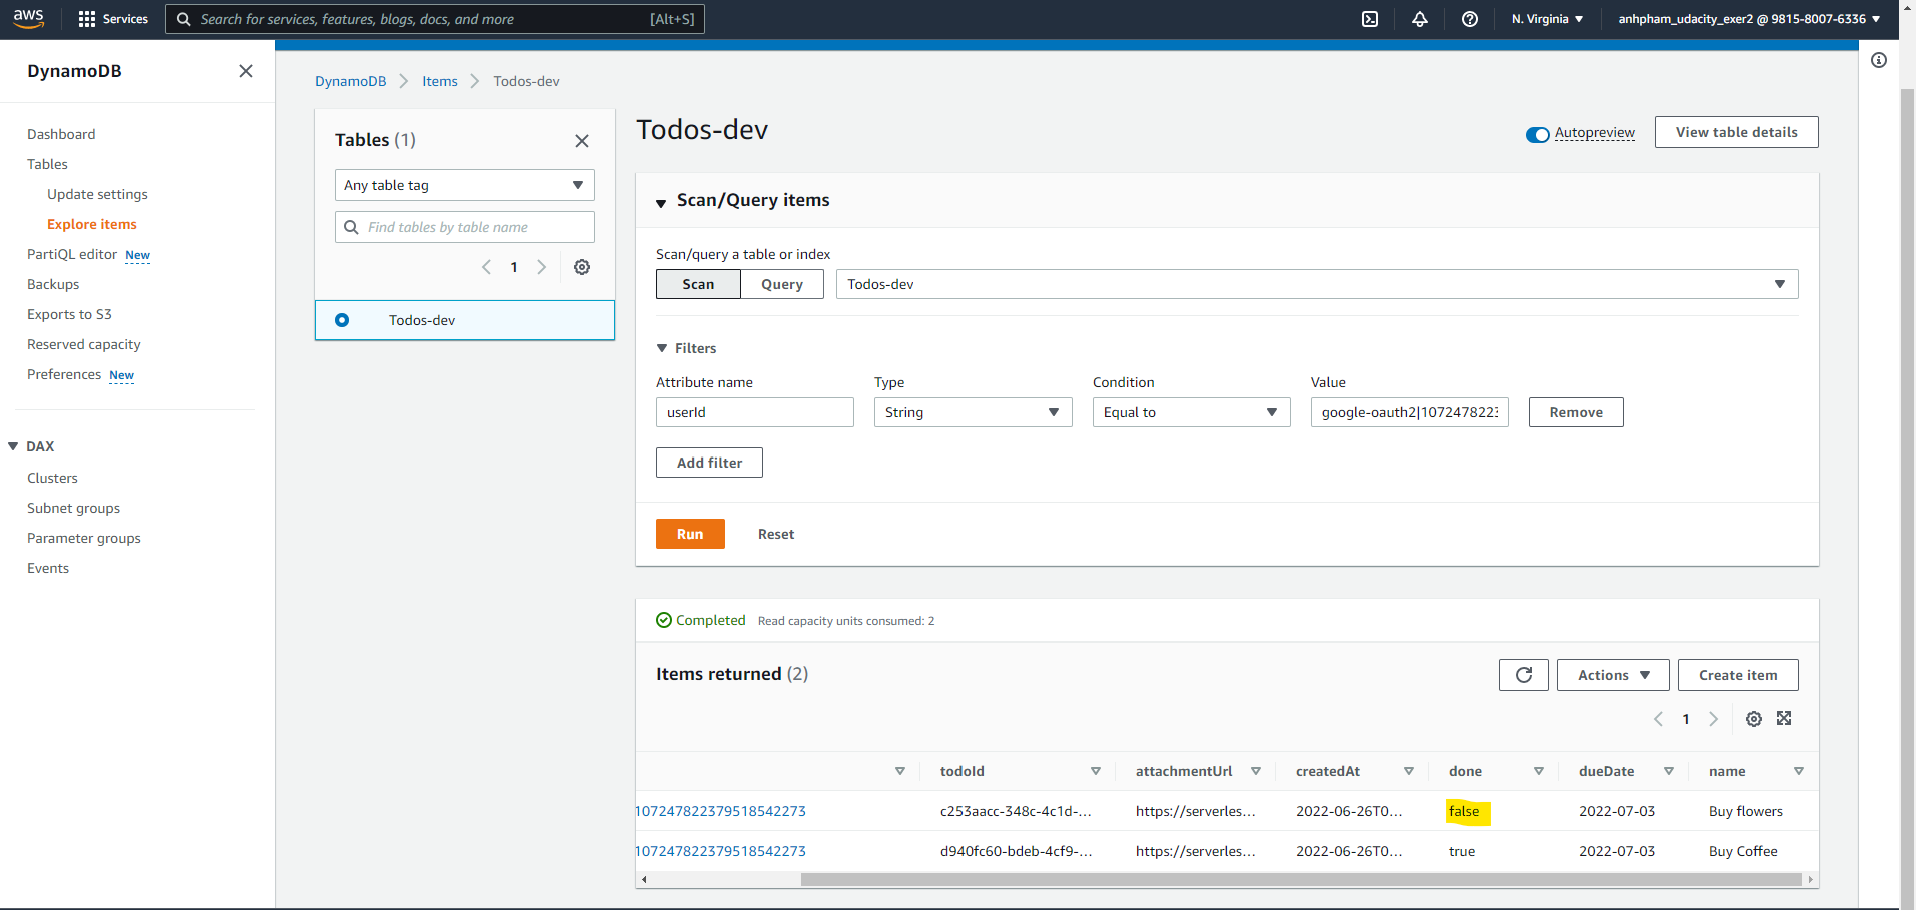 aws
Services
Search for services, features, blogs, docs, and more [Alt+S]
N. Virginia
anhpham_udacity_exer2 @ 9815-8007-6336
DynamoDB
Dashboard
Tables
Update settings
Explore items
PartiQL editor New
Backups
Exports to S3
Reserved capacity
Preferences New
DAX
Clusters
Subnet groups
Parameter groups
Events
DynamoDB Items Todos-dev
Tables (1)
Any table tag
Find tables by table name
1
Todos-dev
Todos-dev
Autopreview
View table details
Scan/Query items
Scan/query a table or index
Scan Query Todos-dev
Filters
Attribute name Type Condition Value
userId String Equal to google-oauth2|1072478223 Remove
Add filter
Run Reset
Completed Read capacity units consumed: 2
Items returned (2)
Actions Create item
1
todoId attachmentUrl createdAt done dueDate name
107247822379518542273 c253aacc-348c-4c1d-... https://serverles... 2022-06-26T0... false 2022-07-03 Buy flowers
107247822379518542273 d940fc60-bdeb-4cf9-... https://serverles... 2022-06-26T0... true 2022-07-03 Buy Coffee